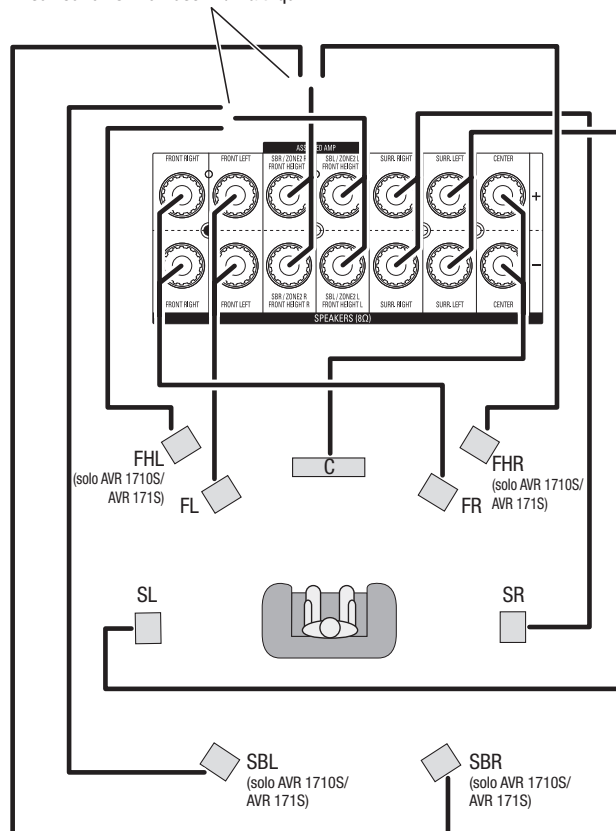 ASSIGNED AMP
FRONT RIGHT
FRONT LEFT
SBR / ZONE2 R
FRONT HEIGHT
SBL / ZONE2 L
FRONT HEIGHT
SURR. RIGHT
SURR. LEFT
CENTER
+
–
FRONT RIGHT
FRONT LEFT
SBR / ZONE2 R
FRONT HEIGHT R
SBL / ZONE2 L
FRONT HEIGHT L
SURR. RIGHT
SURR. LEFT
CENTER
SPEAKERS (8Ω)
FHL
(solo AVR 1710S/
AVR 171S)
FL
C
FR
FHR
(solo AVR 1710S/
AVR 171S)
SL
SR
SBL
(solo AVR 1710S/
AVR 171S)
SBR
(solo AVR 1710S/
AVR 171S)